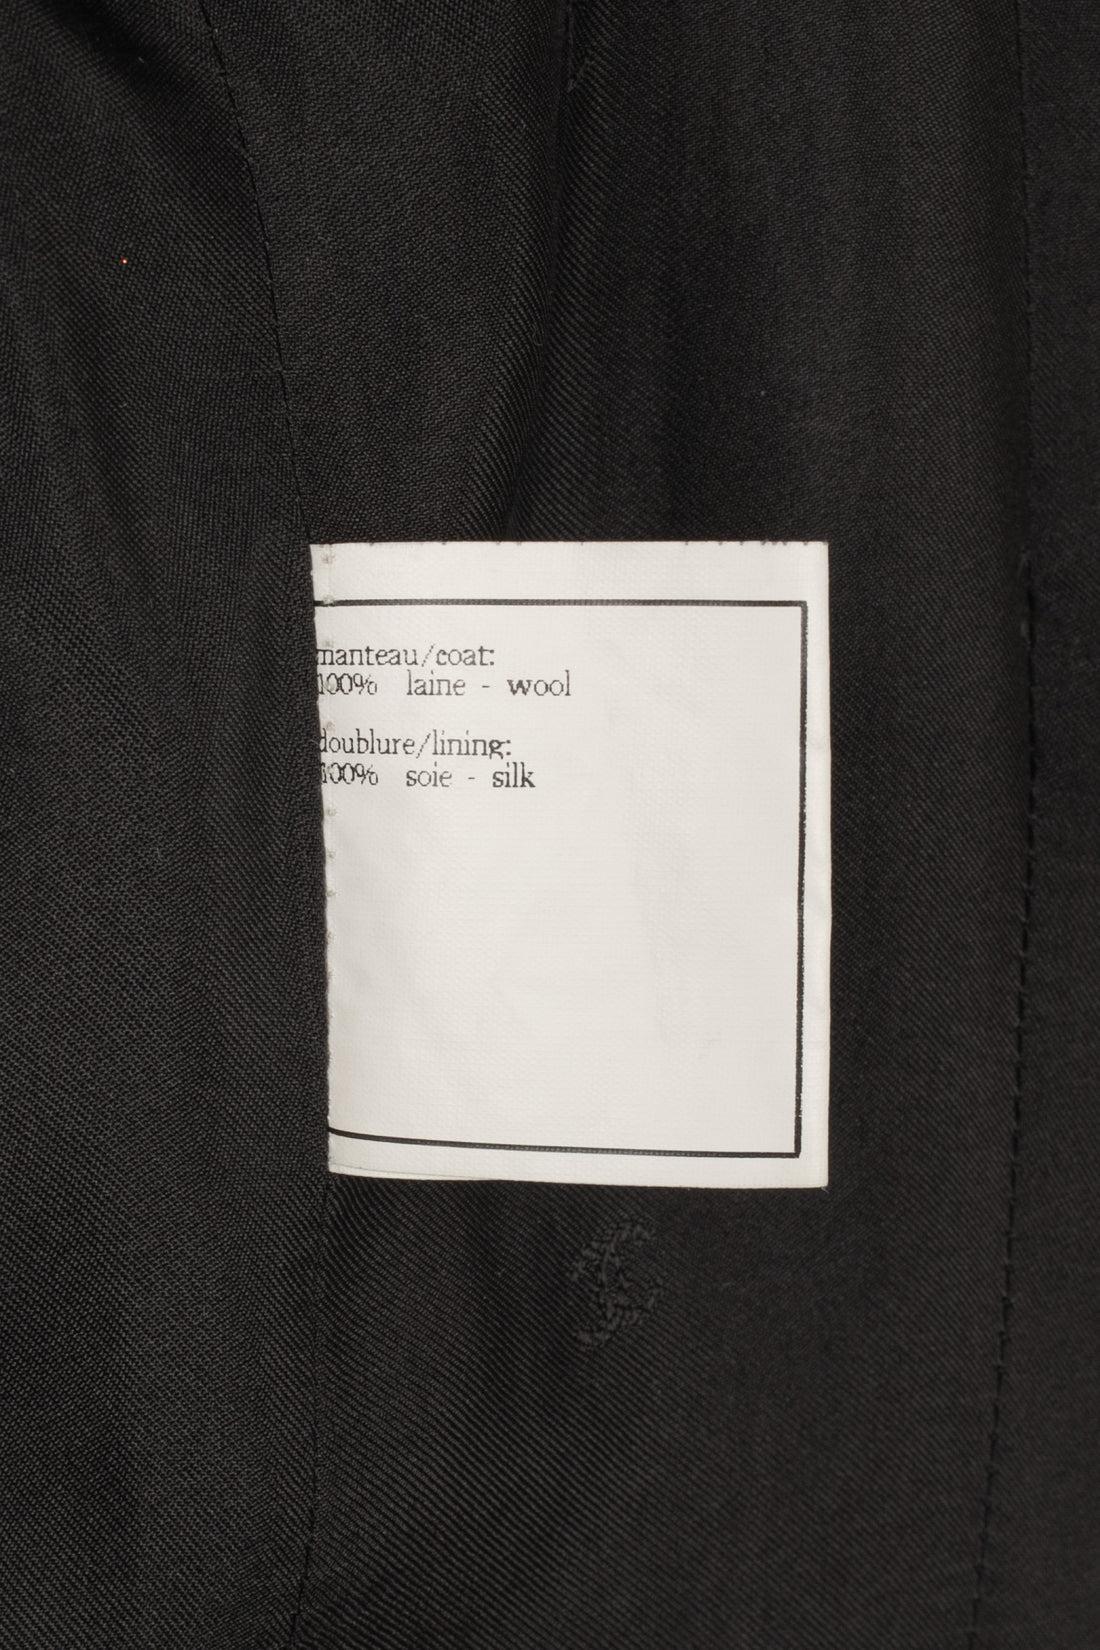 manteau/coat:
100% laine - wool
doublure/lining:
100% soie - silk